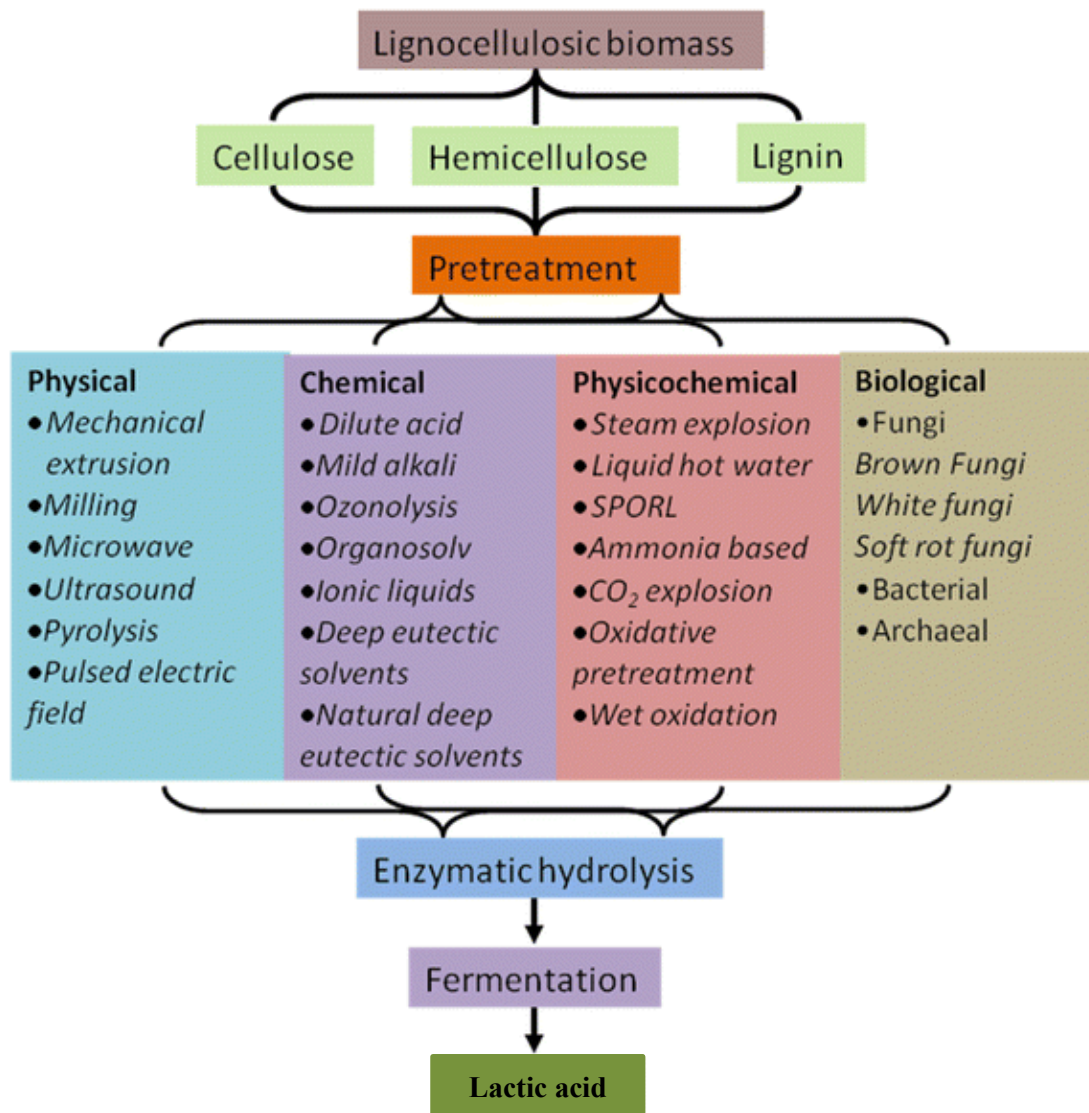 Lignocellulosic biomass
Cellulose
Hemicellulose
Lignin
Pretreatment
Physical
•Mechanical
extrusion
•Milling
•Microwave
•Ultrasound
•Pyrolysis
•Pulsed electric
field
Chemical
•Dilute acid
•Mild alkali
•Ozonolysis
•Organosolv
•Ionic liquids
•Deep eutectic
solvents
•Natural deep
eutectic solvents
Physicochemical
•Steam explosion
•Liquid hot water
•SPORL
•Ammonia based
•CO₂ explosion
•Oxidative
pretreatment
•Wet oxidation
Biological
•Fungi
Brown Fungi
White fungi
Soft rot fungi
•Bacterial
•Archaeal
Enzymatic hydrolysis
Fermentation
Lactic acid